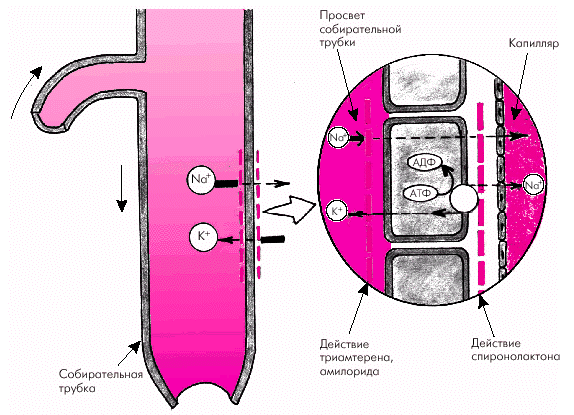 Просвет
собирательной
трубки
Капилляр
Na+
АДФ
АТФ
Na+
K+
Na+
K+
Действие
триамтерена,
амилорида
Действие
спиронолактона
Собирательная
трубка